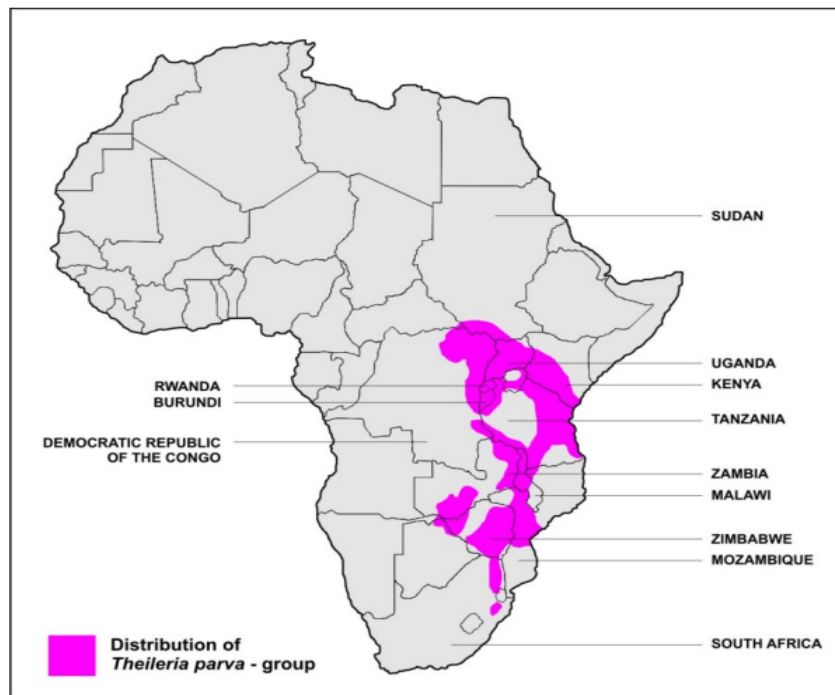 SUDAN
UGANDA
RWANDA
KENYA
BURUNDI
TANZANIA
DEMOCRATIC REPUBLIC
OF THE CONGO
ZAMBIA
MALAWI
ZIMBABWE
MOZAMBIQUE
SOUTH AFRICA
Distribution of
Theileria parva - group